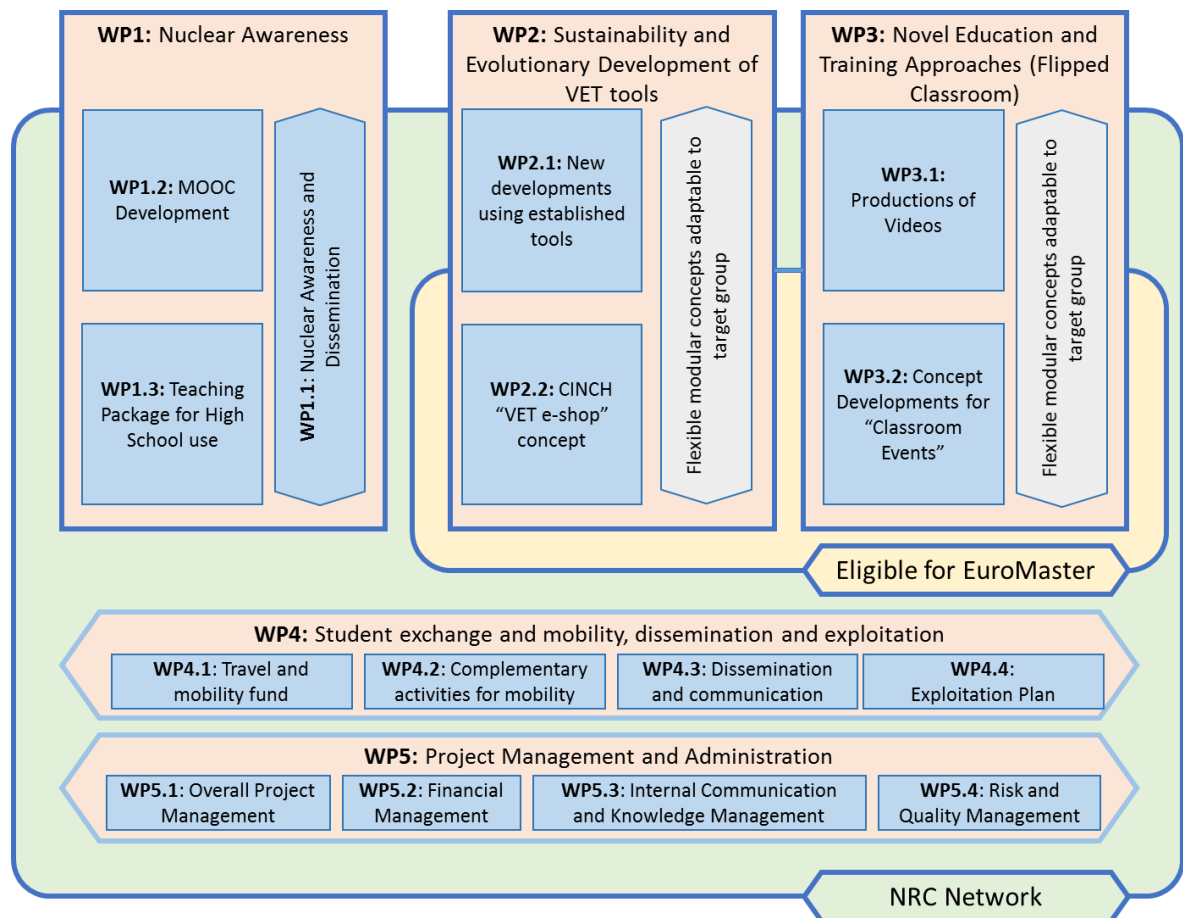 WP1: Nuclear Awareness
WP1.2: MOOC
Development
WP1.3: Teaching
Package for High
School use
WP1.1: Nuclear Awareness and
Dissemination
WP2: Sustainability and
Evolutionary Development of
VET tools
WP2.1: New
developments
using established
tools
WP2.2: CINCH
“VET e-shop”
concept
Flexible modular concepts adaptable to
target group
WP3: Novel Education and
Training Approaches (Flipped
Classroom)
WP3.1:
Productions of
Videos
WP3.2: Concept
Developments for
“Classroom
Events”
Flexible modular concepts adaptable to
target group
Eligible for EuroMaster
WP4: Student exchange and mobility, dissemination and exploitation
WP4.1: Travel and
mobility fund
WP4.2: Complementary
activities for mobility
WP4.3: Dissemination
and communication
WP4.4:
Exploitation Plan
WP5: Project Management and Administration
WP5.1: Overall Project
Management
WP5.2: Financial
Management
WP5.3: Internal Communication
and Knowledge Management
WP5.4: Risk and
Quality Management
NRC Network